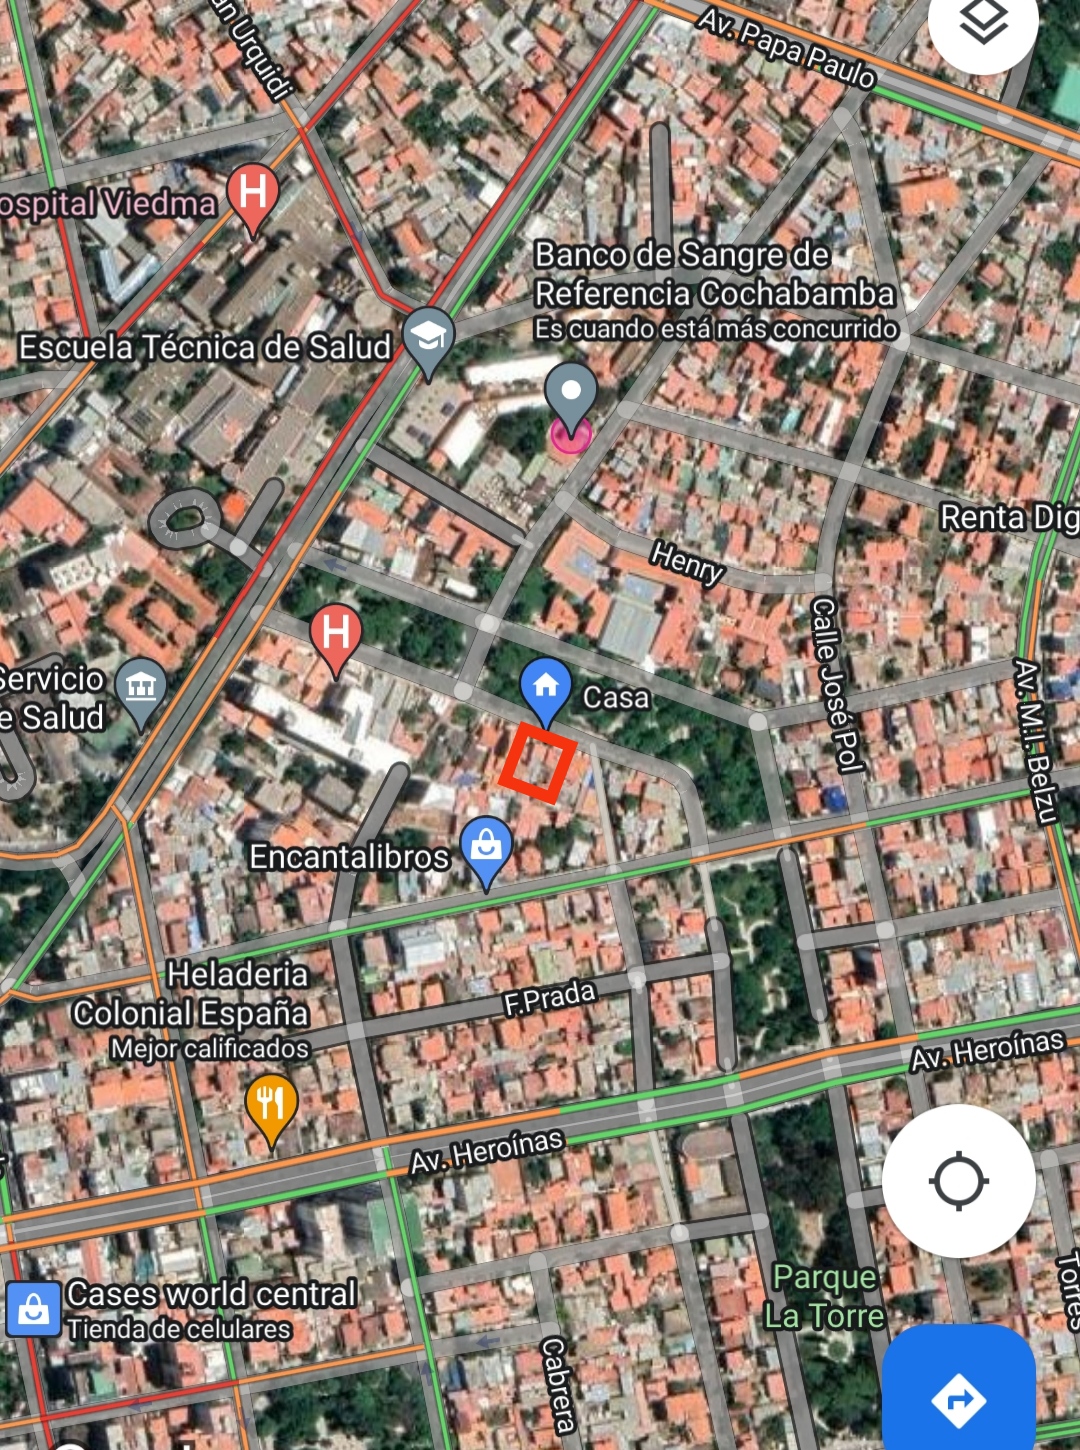 Urquidi
Av. Papa Paulo
ospital Viedma
H
Banco de Sangre de
Referencia Cochabamba
Es cuando está más concurrido
Escuela Técnica de Salud
Renta Dig
Henry
H
Servicio
e Salud
Casa
Calle José Pol
Av. M.I. Belzu
Encantalibros
Heladeria
Colonial España
Mejor calificados
F.Prada
Av. Heroínas
Av. Heroínas
Parque
La Torre
Torres
Cases world central
Tienda de celulares
Cabrera